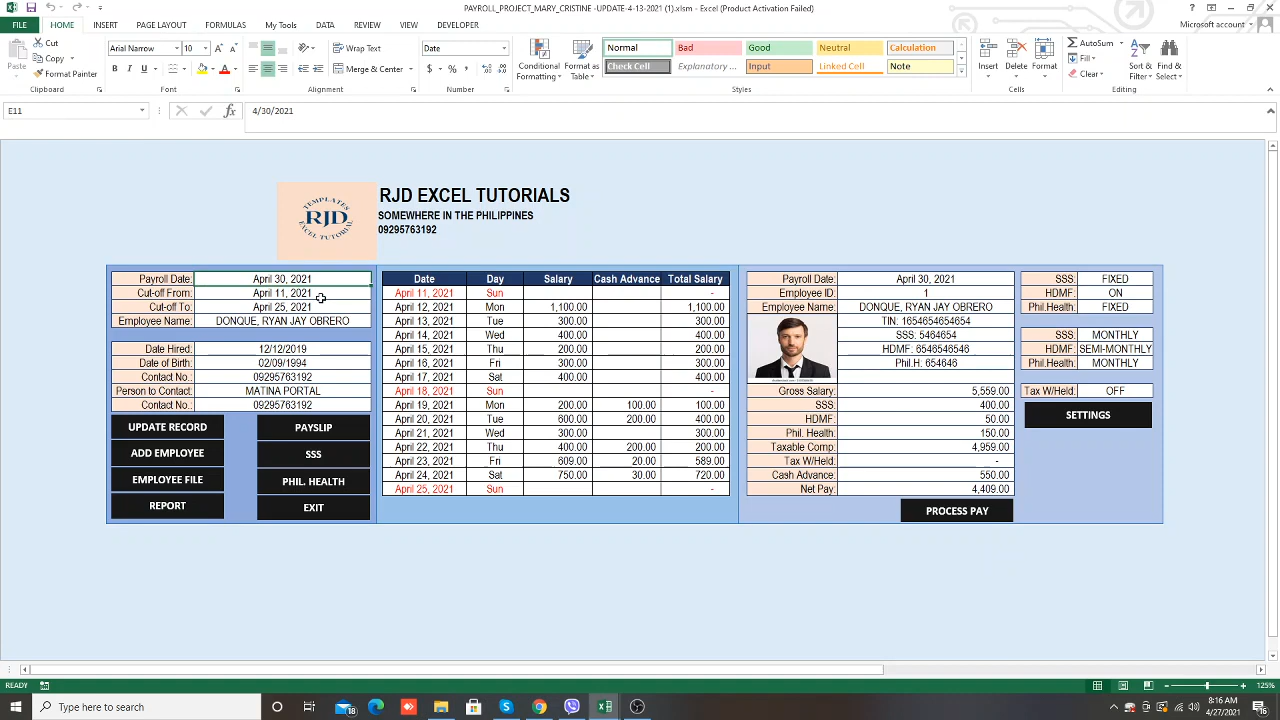 PAYROLL_PROJECT_MARY_CRISTINE -UPDATE-4-13-2021 (1).xlsm - Excel (Product Activation Failed)
FILE HOME INSERT PAGE LAYOUT FORMULAS My Tools DATA REVIEW VIEW DEVELOPER Microsoft account
Paste Cut Copy Format Painter Clipboard
Arial Narrow 10 B I U Font
Wrap Text Merge & Center Alignment
Date $ % , Number
Conditional Formatting Format as Table
Normal Bad Good Neutral Calculation
Check Cell Explanatory ... Input Linked Cell Note
Styles
Insert Delete Format Cells
AutoSum Fill Clear Sort & Filter Find & Select Editing
E11 fx 4/30/2021
TEMPLATES RJD EXCEL TUTORIAL
RJD EXCEL TUTORIALS
SOMEWHERE IN THE PHILIPPINES
09295763192
Payroll Date: April 30, 2021
Cut-off From: April 11, 2021
Cut-off To: April 25, 2021
Employee Name: DONQUE, RYAN JAY OBRERO
Date Hired: 12/12/2019
Date of Birth: 02/09/1994
Contact No.: 09295763192
Person to Contact: MATINA PORTAL
Contact No.: 09295763192
UPDATE RECORD PAYSLIP
ADD EMPLOYEE SSS
EMPLOYEE FILE PHIL. HEALTH
REPORT EXIT
Date Day Salary Cash Advance Total Salary
April 11, 2021 Sun -
April 12, 2021 Mon 1,100.00 1,100.00
April 13, 2021 Tue 300.00 300.00
April 14, 2021 Wed 400.00 400.00
April 15, 2021 Thu 200.00 200.00
April 16, 2021 Fri 300.00 300.00
April 17, 2021 Sat 400.00 400.00
April 18, 2021 Sun -
April 19, 2021 Mon 200.00 100.00 100.00
April 20, 2021 Tue 600.00 200.00 400.00
April 21, 2021 Wed 300.00 300.00
April 22, 2021 Thu 400.00 200.00 200.00
April 23, 2021 Fri 609.00 20.00 589.00
April 24, 2021 Sat 750.00 30.00 720.00
April 25, 2021 Sun -
Payroll Date: April 30, 2021
Employee ID: 1
Employee Name: DONQUE, RYAN JAY OBRERO
TIN: 1654654654654
SSS: 5464654
HDMF: 6546546546
Phil.H: 654646
Gross Salary: 5,559.00
SSS: 400.00
HDMF: 50.00
Phil. Health: 150.00
Taxable Comp: 4,959.00
Tax W/Held: -
Cash Advance: 550.00
Net Pay: 4,409.00
PROCESS PAY
SSS: FIXED
HDMF: ON
Phil.Health: FIXED
SSS: MONTHLY
HDMF: SEMI-MONTHLY
Phil.Health: MONTHLY
Tax W/Held: OFF
SETTINGS
READY 125%
Type here to search 18 8:16 AM
4/27/2021